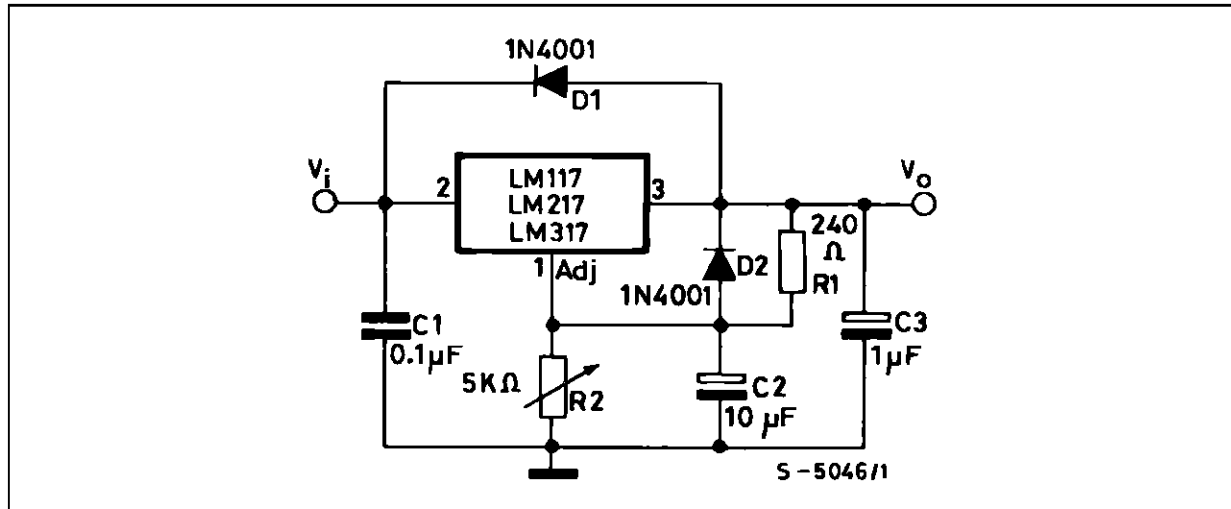 1N4001
D1
Vi
2
LM117
LM217
LM317
3
Vo
1 Adj
D2
1N4001
240
Ω
R1
C1
0.1µF
5KΩ
R2
C2
10 µF
C3
1µF
S-5046/1